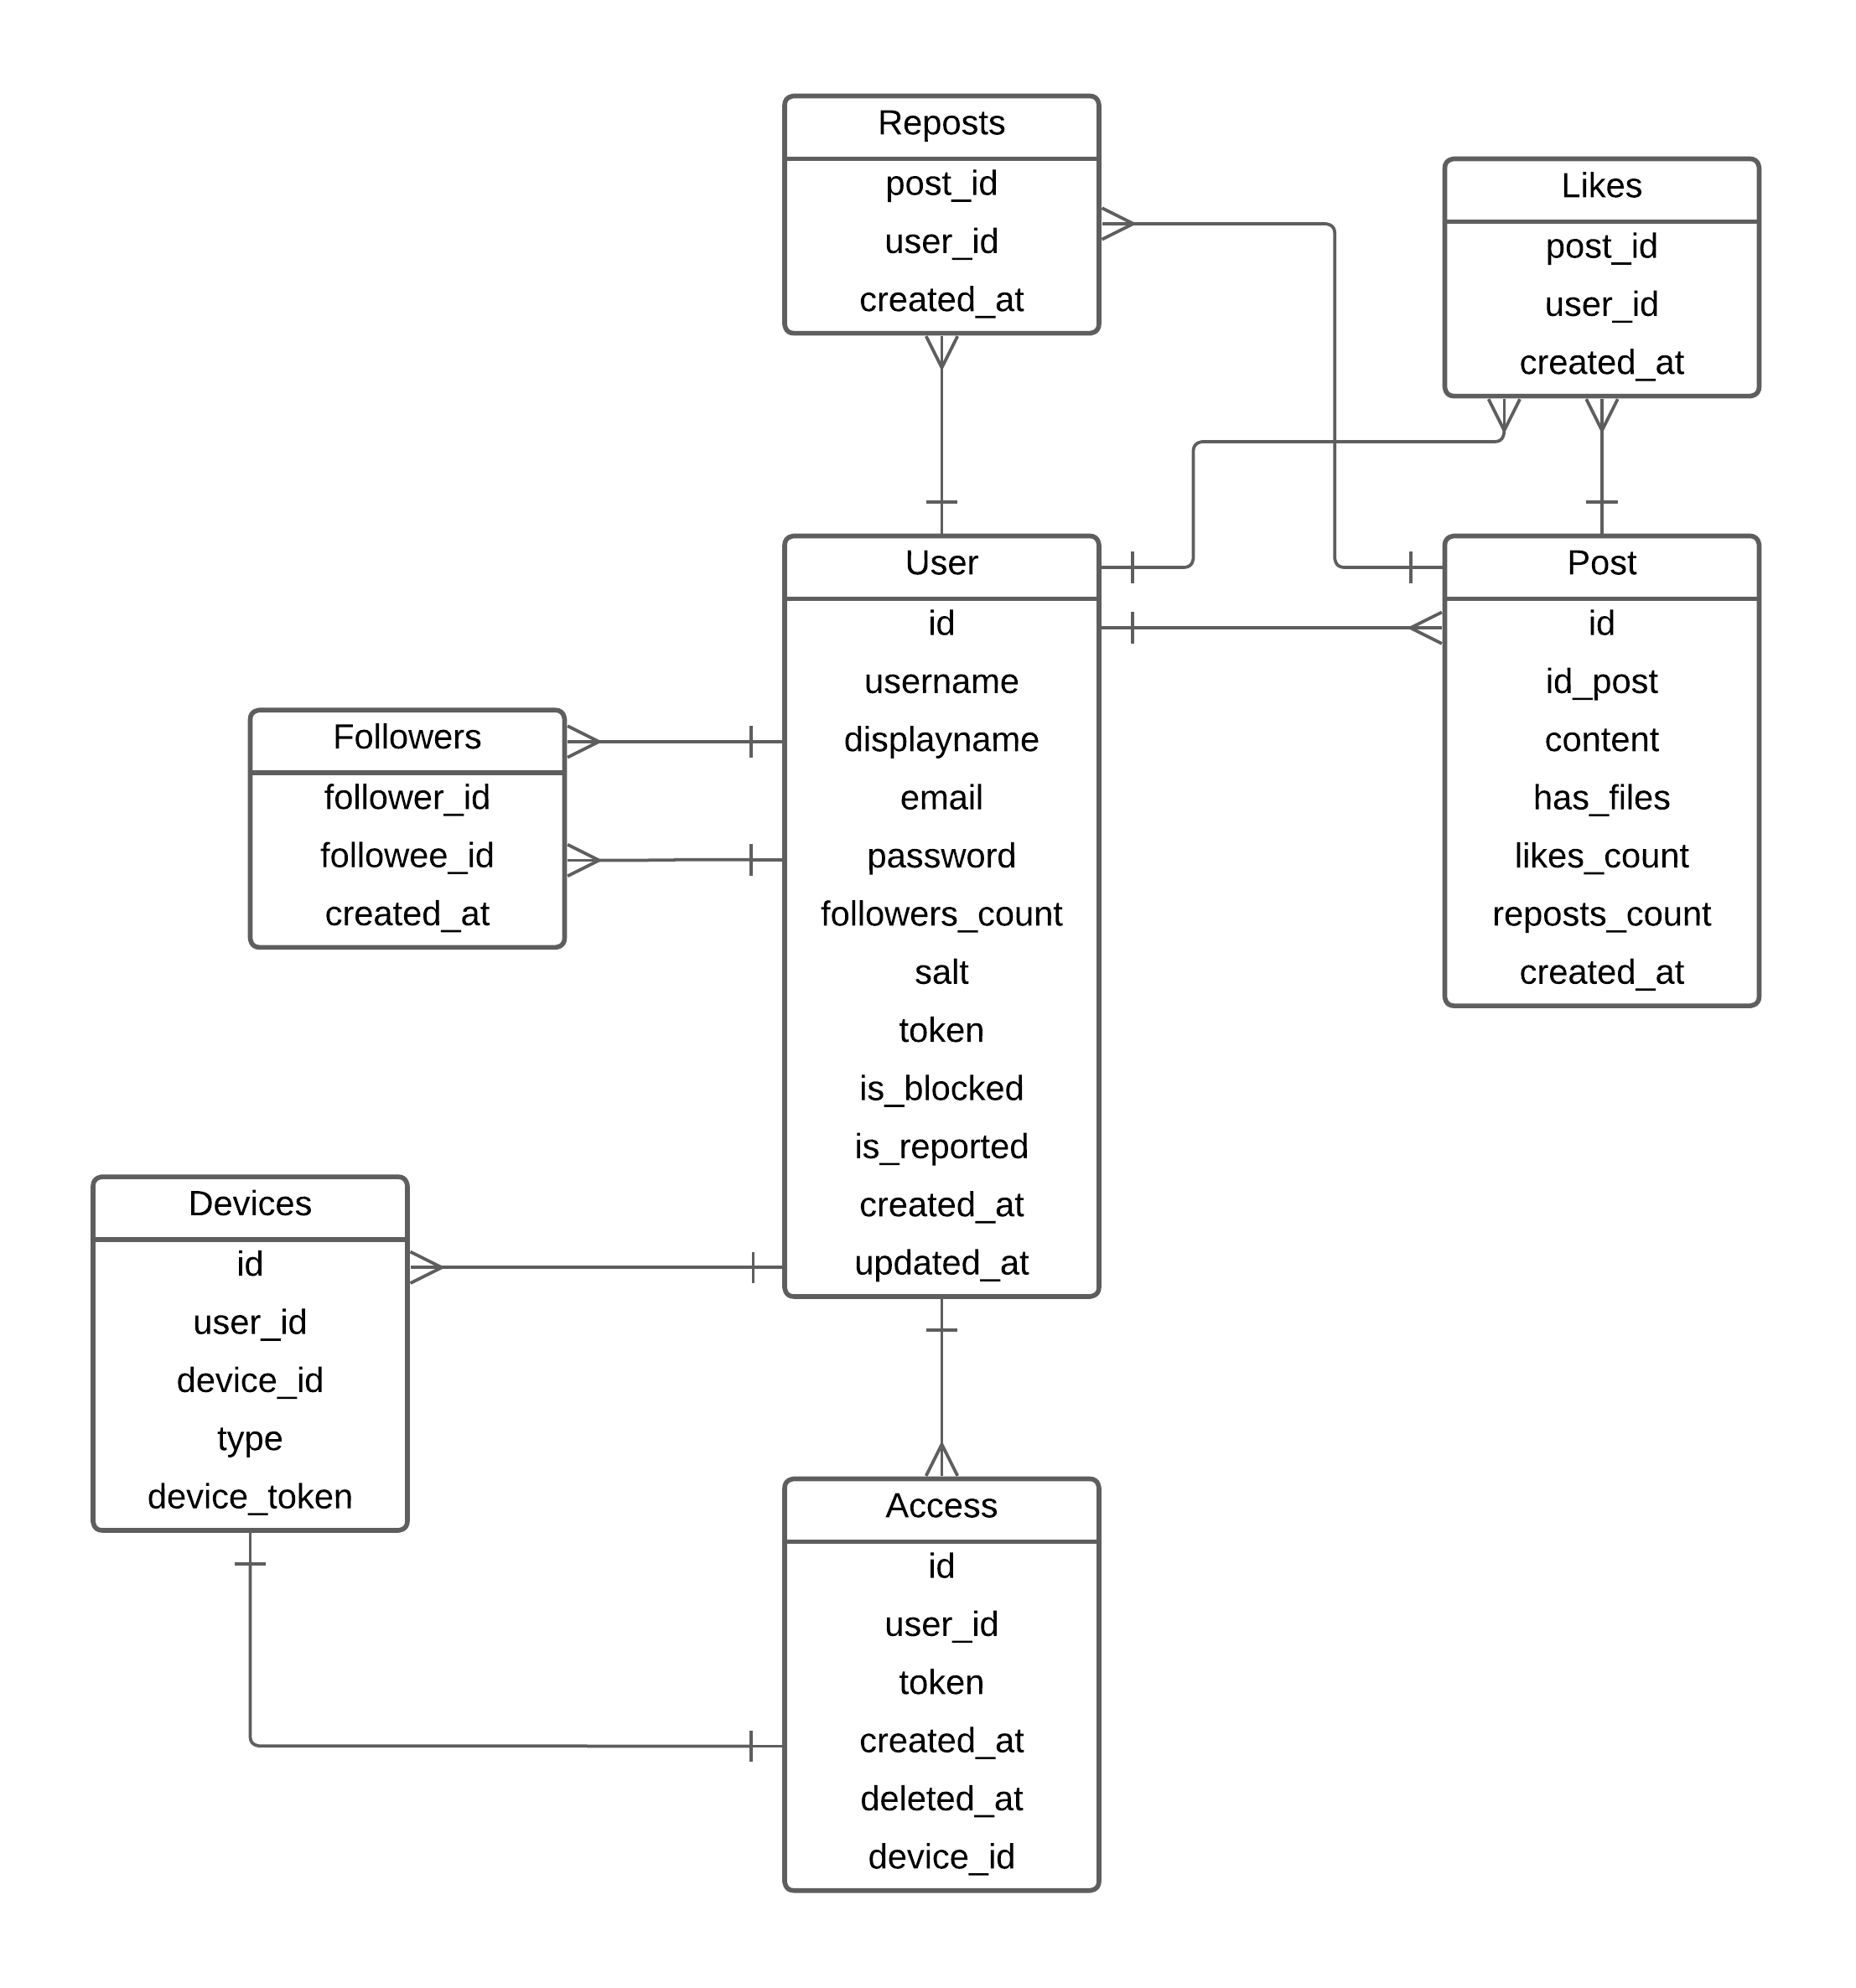 Reposts
post_id
user_id
created_at
Likes
post_id
user_id
created_at
User
id
username
displayname
email
password
followers_count
salt
token
is_blocked
is_reported
created_at
updated_at
Post
id
id_post
content
has_files
likes_count
reposts_count
created_at
Followers
follower_id
followee_id
created_at
Devices
id
user_id
device_id
type
device_token
Access
id
user_id
token
created_at
deleted_at
device_id